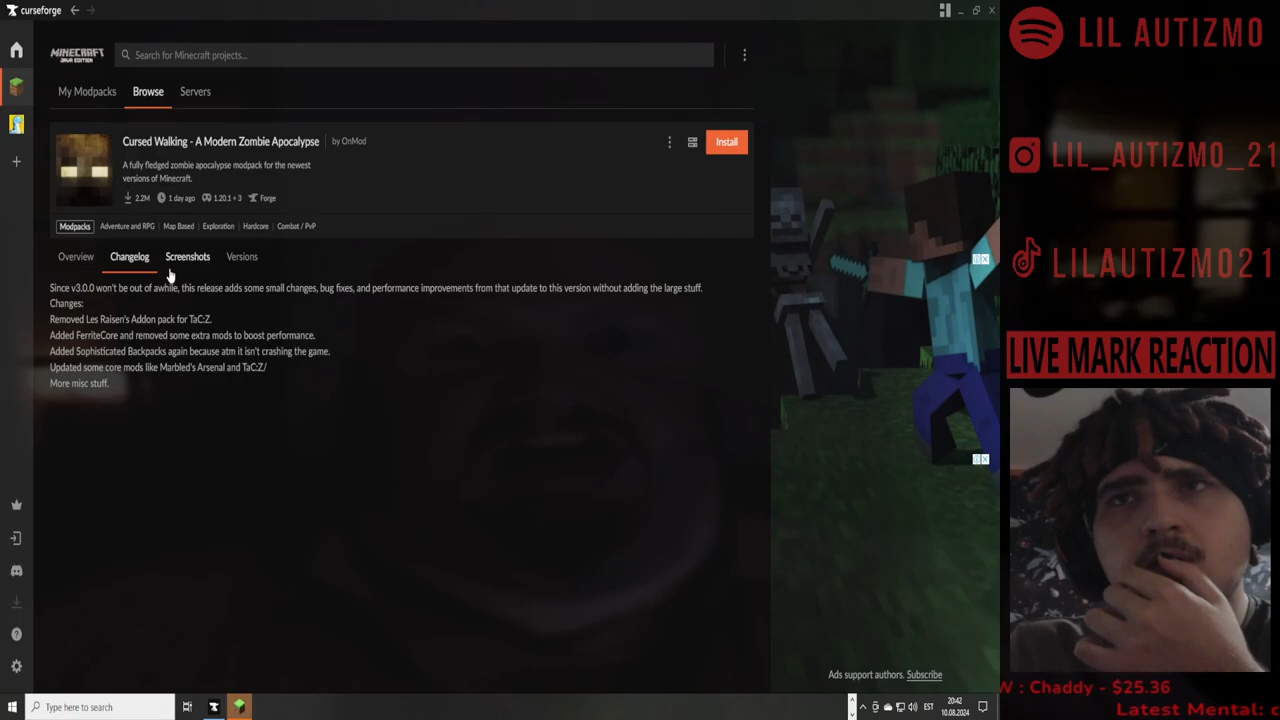 curseforge
MINECRAFT
JAVA EDITION
Search for Minecraft projects...
My Modpacks
Browse
Servers
Cursed Walking - A Modern Zombie Apocalypse
by OnMod
Install
A fully fledged zombie apocalypse modpack for the newest
versions of Minecraft.
2.2M
1 day ago
1.20.1 + 3
Forge
Modpacks
Adventure and RPG
Map Based
Exploration
Hardcore
Combat / PvP
Overview
Changelog
Screenshots
Versions
Since v3.0.0 won't be out of awhile, this release adds some small changes, bug fixes, and performance improvements from that update to this version without adding the large stuff.
Changes:
Removed Les Raisen's Addon pack for TaC:Z.
Added FerriteCore and removed some extra mods to boost performance.
Added Sophisticated Backpacks again because atm it isn't crashing the game.
Updated some core mods like Marbled's Arsenal and TaC:Z/
More misc stuff.
Ads support authors. Subscribe
Type here to search
EST
20:42
10.08.2024
LIL AUTIZMO
LIL_AUTIZMO_21
LILAUTIZMO21
LIVE MARK REACTION
W : Chaddy - $25.36
Latest Mental: c